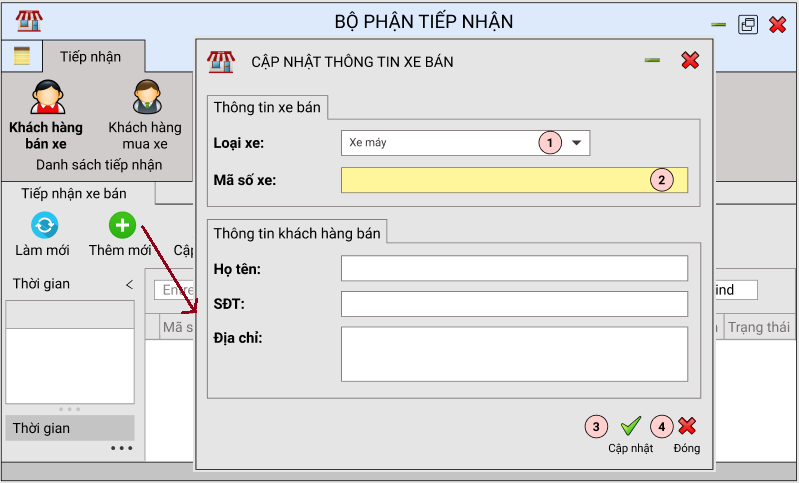 BỘ PHẬN TIẾP NHẬN
Tiếp nhận
Khách hàng
bán xe
Khách hàng
mua xe
Danh sách tiếp nhận
Tiếp nhận xe bán
Làm mới
Thêm mới
Cập
Thời gian
<
Entre
ind
Mã s
Trạng thái
Thời gian
CẬP NHẬT THÔNG TIN XE BÁN
Thông tin xe bán
Loại xe:
Xe máy
1
Mã số xe:
2
Thông tin khách hàng bán
Họ tên:
SĐT:
Địa chỉ:
3
Cập nhật
4
Đóng